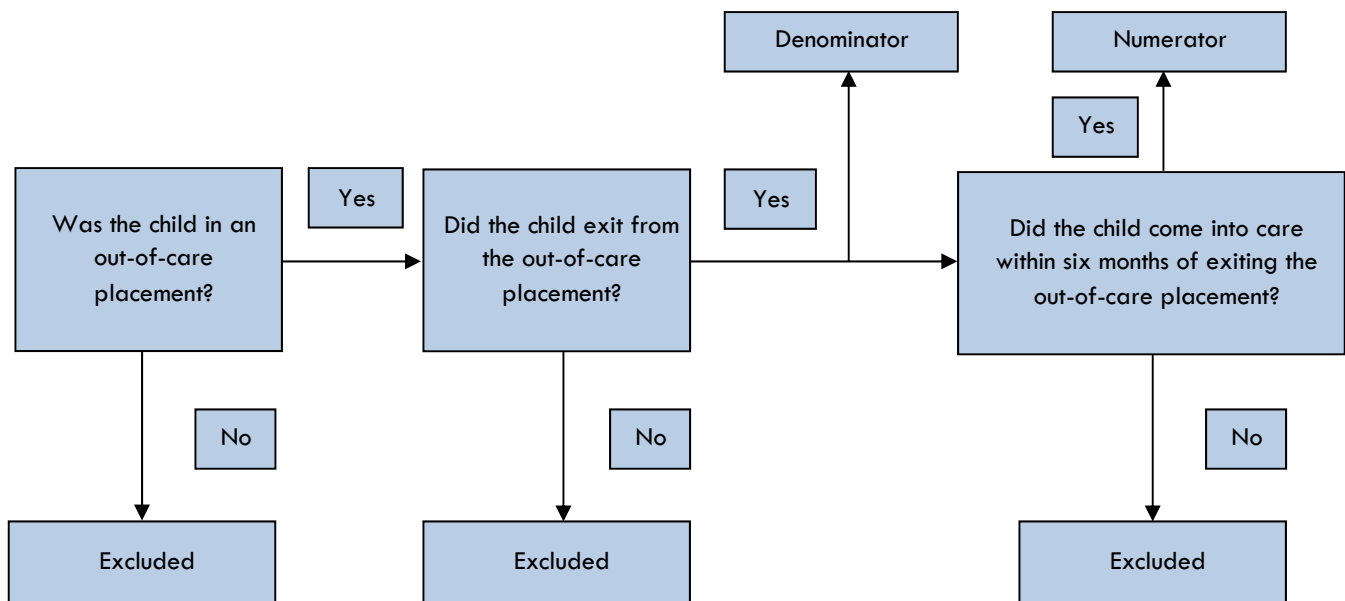 Denominator
Numerator
Yes
Was the child in an
out-of-care
placement?
Yes
Did the child exit from
the out-of-care
placement?
Yes
Did the child come into care
within six months of exiting the
out-of-care placement?
No
No
No
Excluded
Excluded
Excluded